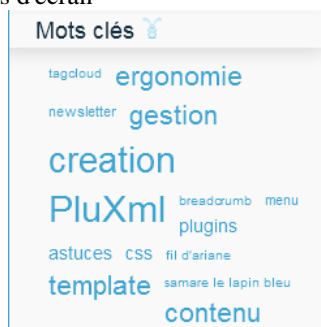 s d'écran
Mots clés
tagcloud ergonomie
newsletter gestion
creation
PluXml breadcrumb menu
plugins
astuces css fil d'ariane
template samare le lapin bleu
contenu